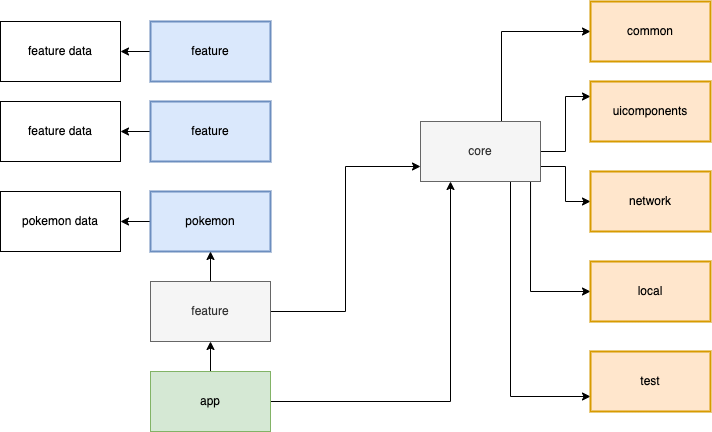 feature data
feature
common
feature data
feature
uicomponents
core
pokemon data
pokemon
network
feature
local
app
test